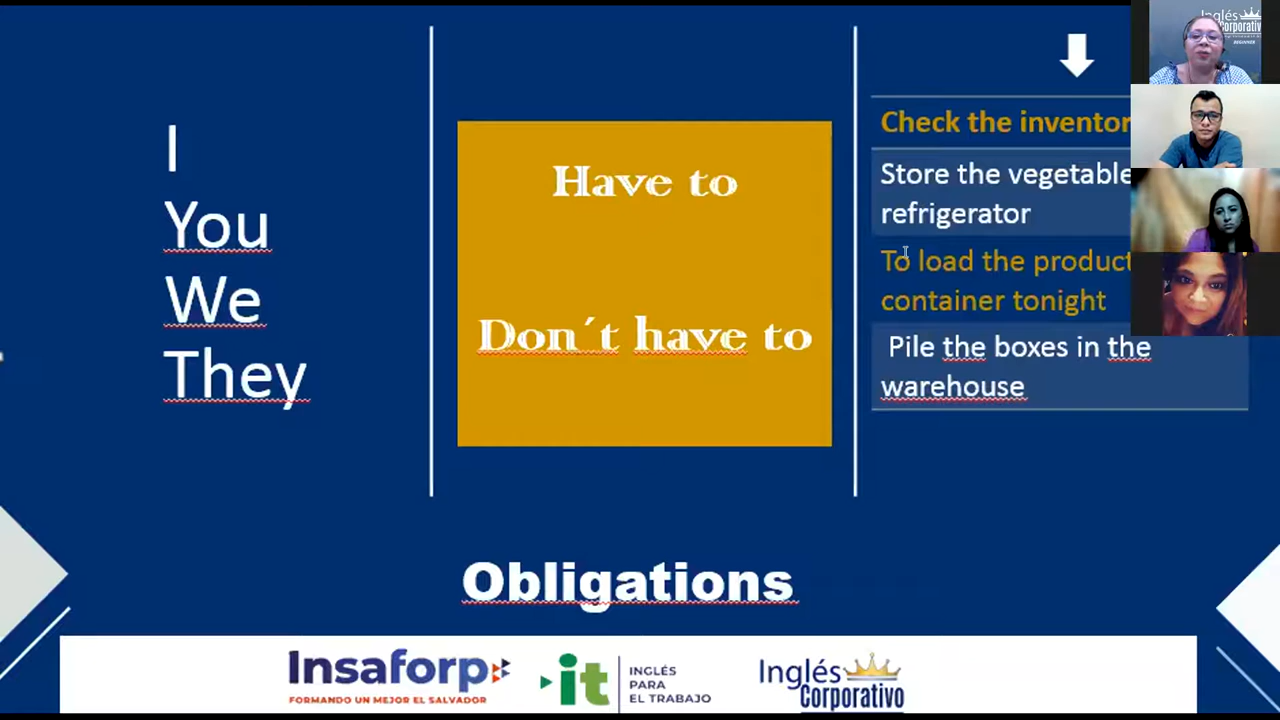 I
You
We
They
Have to
Don´t have to
Check the inventor
Store the vegetable
refrigerator
To load the product
container tonight
Pile the boxes in the
warehouse
Obligations
Insaforp
FORMANDO UN MEJOR EL SALVADOR
it
INGLÉS
PARA
EL TRABAJO
Inglés
Corporativo
Inglés
Corporativo